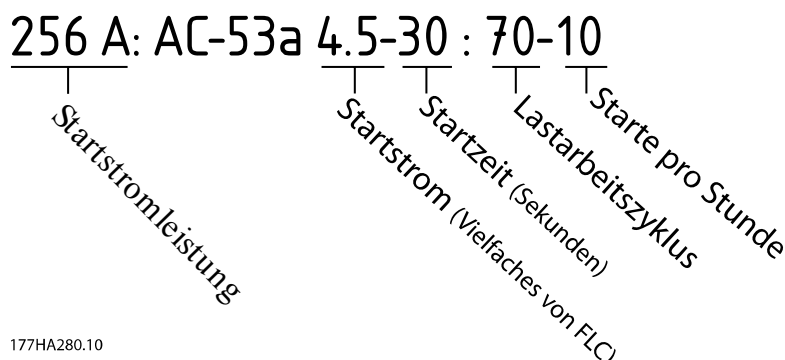 256 A: AC-53a 4.5-30 : 70-10
Startstromleistung
Startstrom (Vielfaches von FLC)
Startzeit (Sekunden)
Lastarbeitszyklus
Starte pro Stunde
177HA280.10